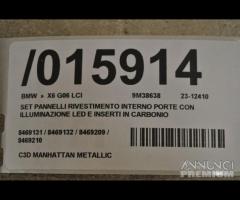 /015914
BMW • X6 G06 LCI 9M38638 23-12410
SET PANNELLI RIVESTIMENTO INTERNO PORTE CON
ILLUMINAZIONE LED E INSERTI IN CARBONIO
8469131 / 8469132 / 8469209 /
8469210
C3D MANHATTAN METALLIC
ANNUNCI
PREMIUM